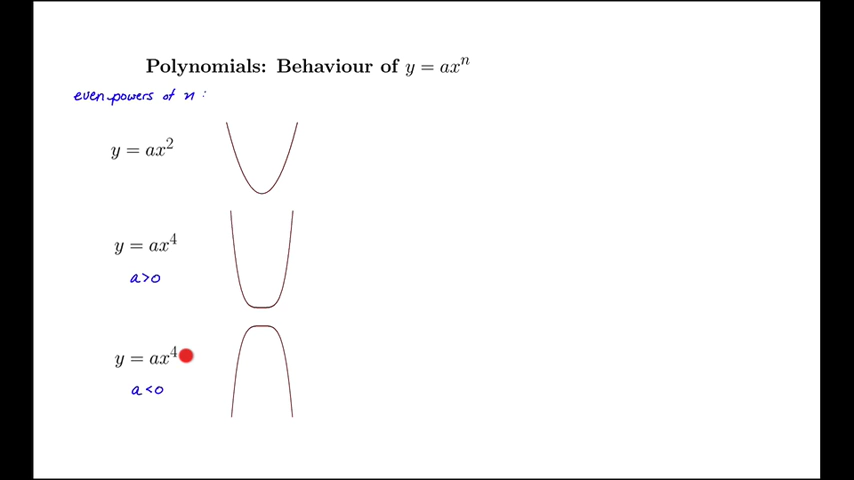 Polynomials: Behaviour of y = axⁿ
even powers of n :
y = ax²
y = ax⁴
a>0
y = ax⁴
a<0